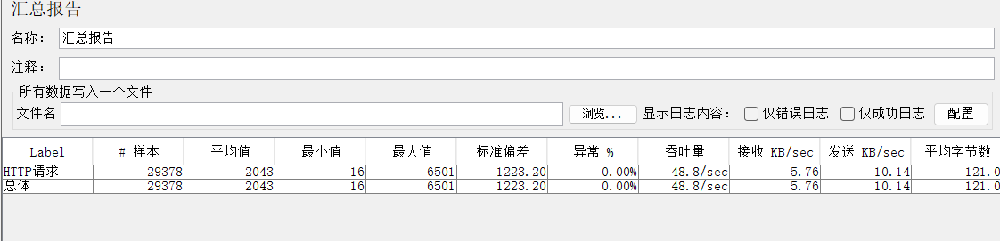 汇总报告
名称： 汇总报告
注释：
所有数据写入一个文件
文件名 浏览... 显示日志内容： 仅错误日志 仅成功日志 配置
Label # 样本 平均值 最小值 最大值 标准偏差 异常 % 吞吐量 接收 KB/sec 发送 KB/sec 平均字节数
HTTP请求 29378 2043 16 6501 1223.20 0.00% 48.8/sec 5.76 10.14 121.0
总体 29378 2043 16 6501 1223.20 0.00% 48.8/sec 5.76 10.14 121.0